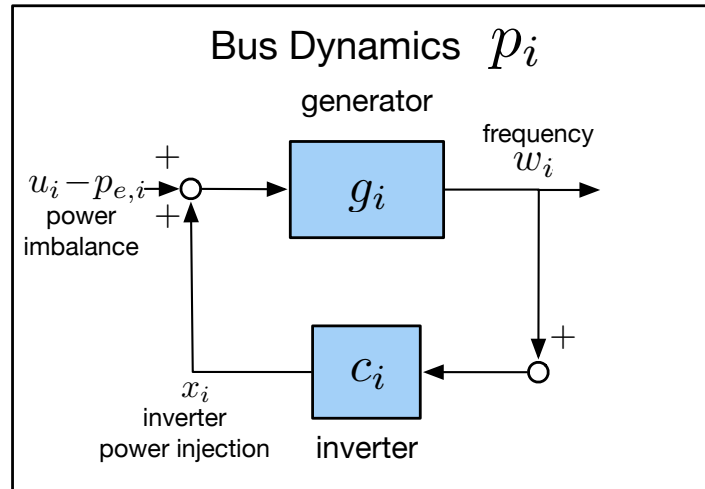 Bus Dynamics $p_i$
generator
frequency
$w_i$
+
$u_i - p_{e,i}$
+
power
imbalance
$g_i$
+
$x_i$
inverter
power injection
$c_i$
inverter